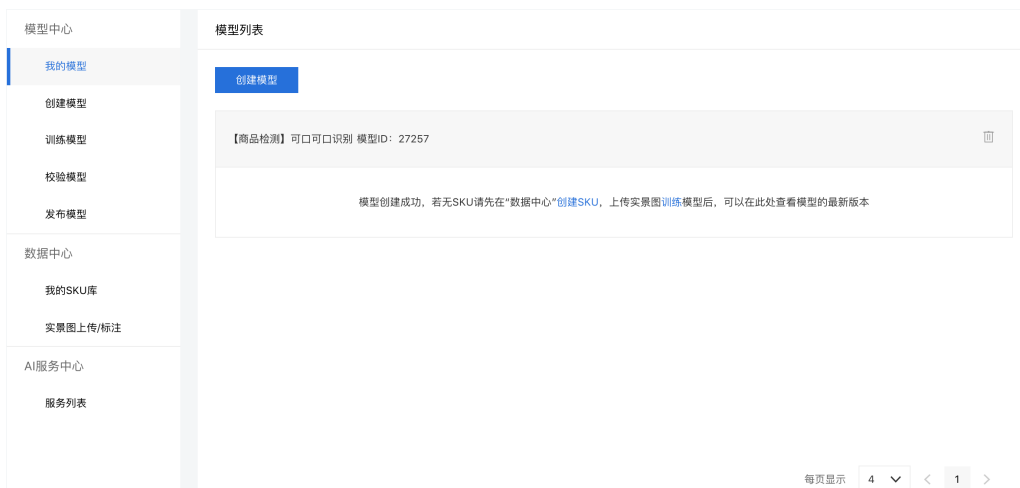 模型中心
我的模型
创建模型
训练模型
校验模型
发布模型
数据中心
我的SKU库
实景图上传/标注
AI服务中心
服务列表
模型列表
创建模型
【商品检测】可口可口识别 模型ID：27257
模型创建成功，若无SKU请先在“数据中心”创建SKU，上传实景图训练模型后，可以在此处查看模型的最新版本
每页显示 4 1